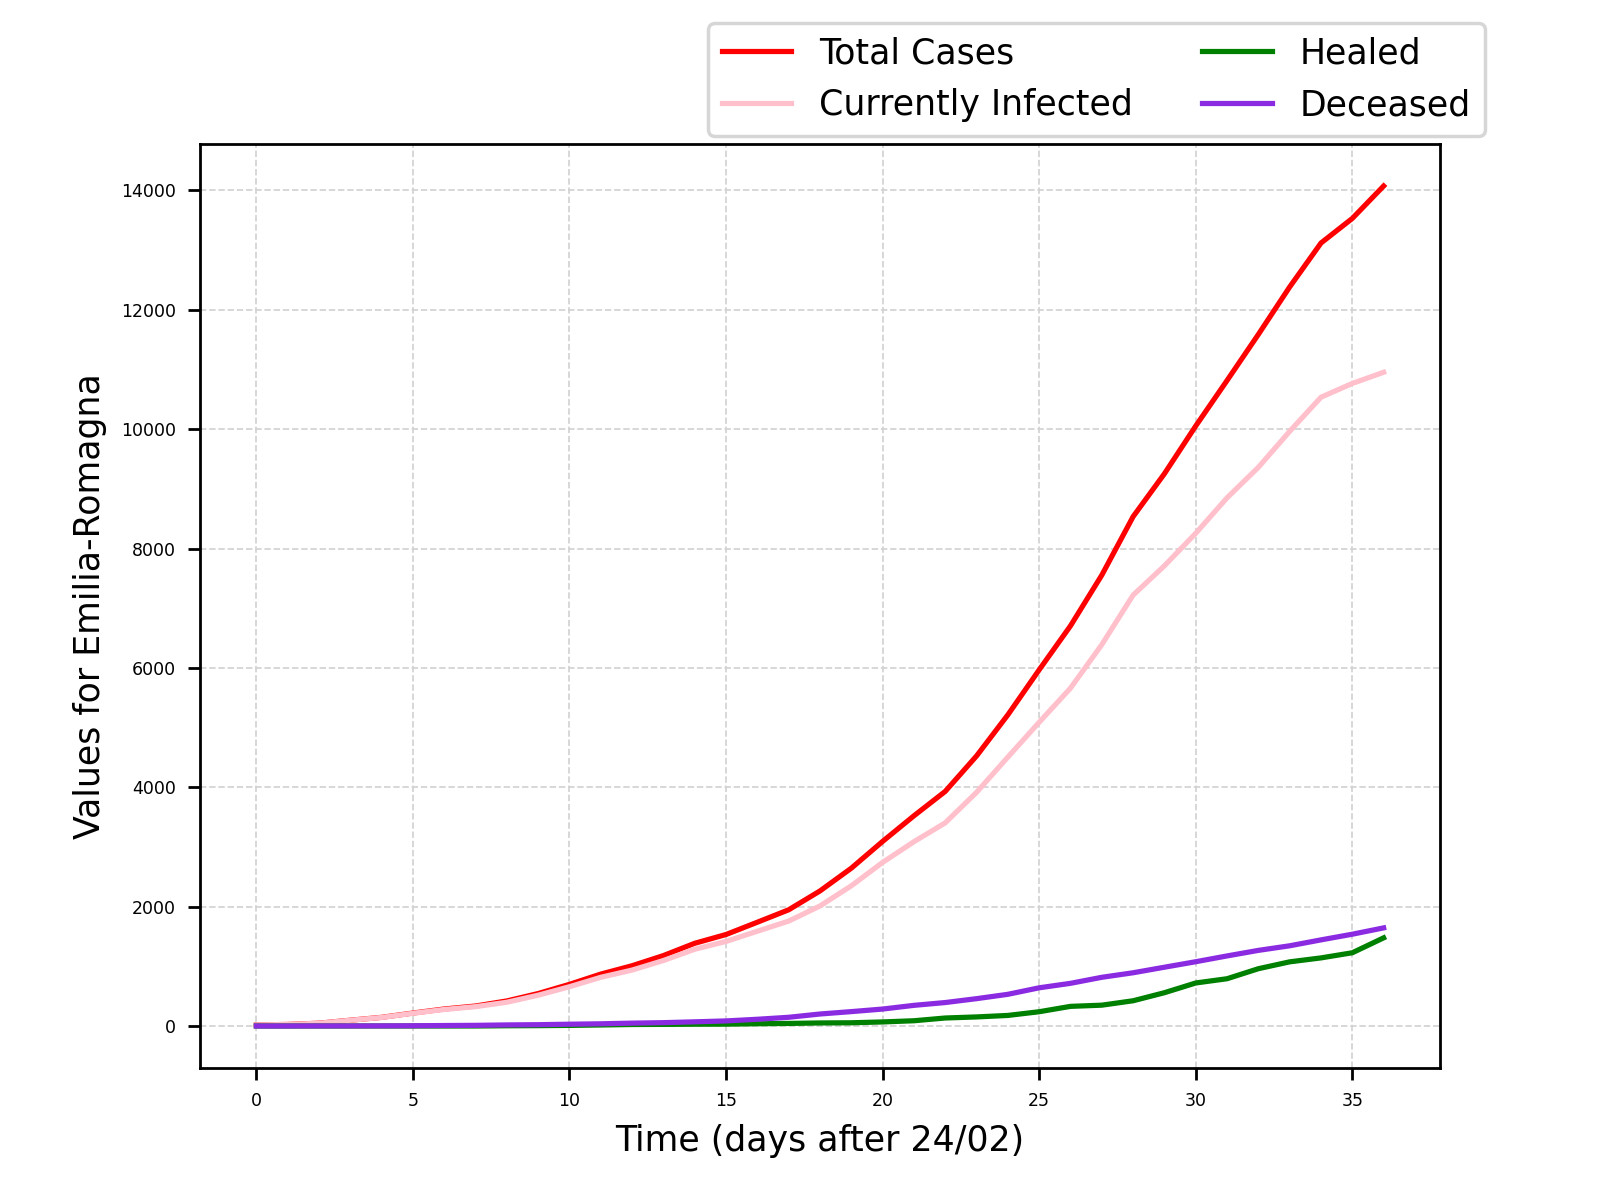 Total Cases
Currently Infected
Healed
Deceased
Values for Emilia-Romagna
14000
12000
10000
8000
6000
4000
2000
0
0 5 10 15 20 25 30 35
Time (days after 24/02)